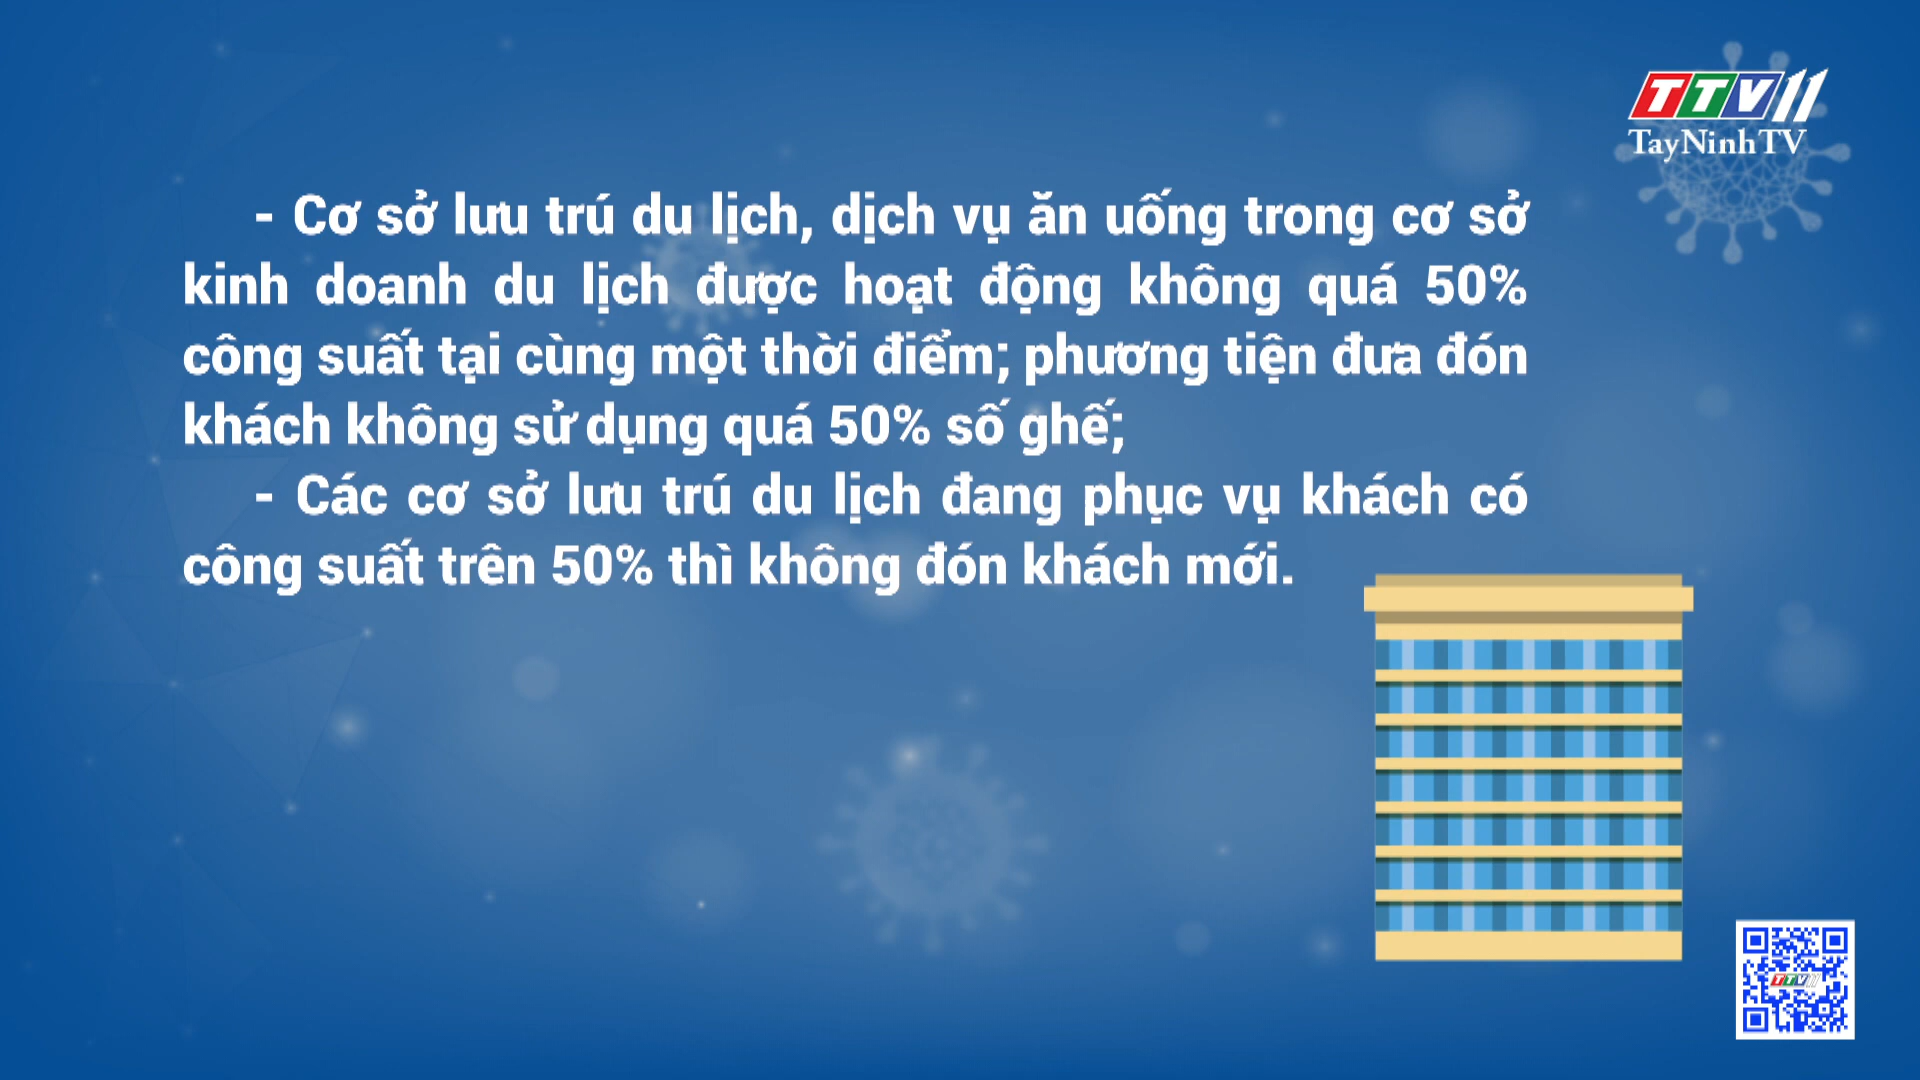 TTV11
TayNinhTV
- Cơ sở lưu trú du lịch, dịch vụ ăn uống trong cơ sở
kinh doanh du lịch được hoạt động không quá 50%
công suất tại cùng một thời điểm; phương tiện đưa đón
khách không sử dụng quá 50% số ghế;
- Các cơ sở lưu trú du lịch đang phục vụ khách có
công suất trên 50% thì không đón khách mới.
TTV11